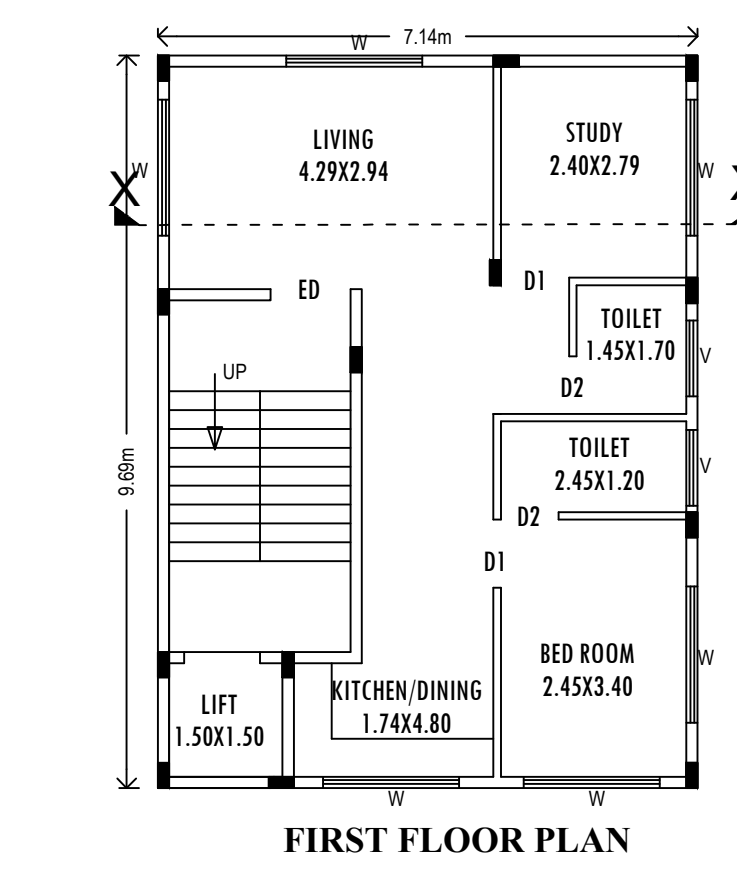 7.14m
W
LIVING
4.29X2.94
STUDY
2.40X2.79
W
W
X
ED
D1
TOILET
1.45X1.70
V
UP
D2
9.69m
TOILET
2.45X1.20
V
D2
D1
BED ROOM
2.45X3.40
W
KITCHEN/DINING
1.74X4.80
LIFT
1.50X1.50
W
W
FIRST FLOOR PLAN